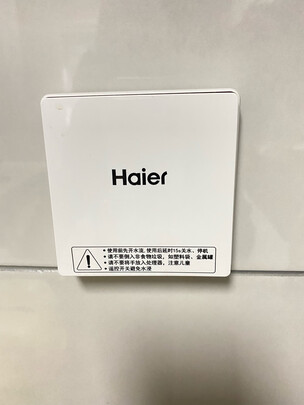 Haier
• 使用前先开水流, 使用后延时15s关水、停机
• 请不要倒入非食物垃圾，如塑料袋、金属罐
• 请不要将手放入处理器，注意儿童
• 遥控开关避免水浸